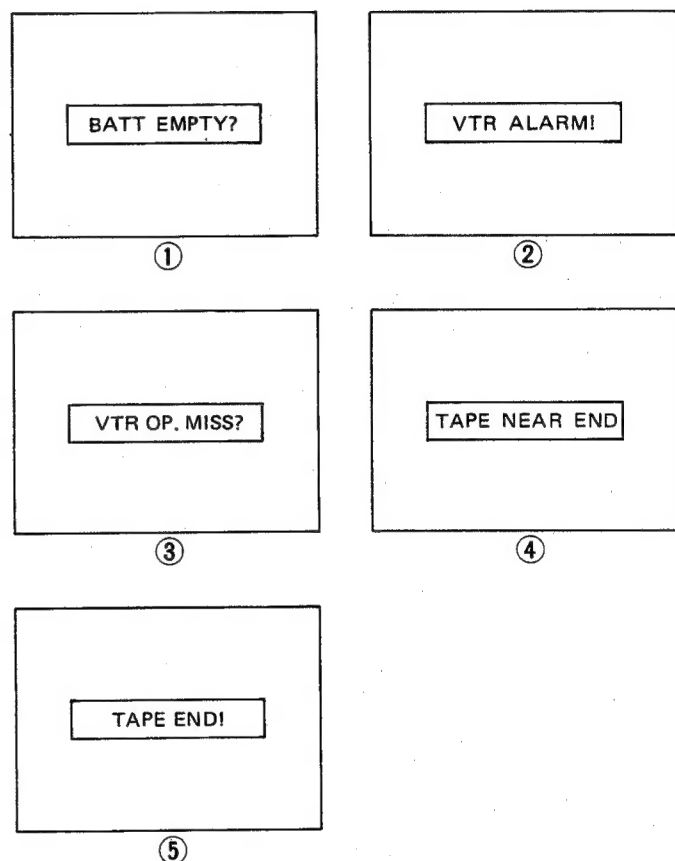 BATT EMPTY?
①
VTR ALARM!
②
VTR OP. MISS?
③
TAPE NEAR END
④
TAPE END!
⑤